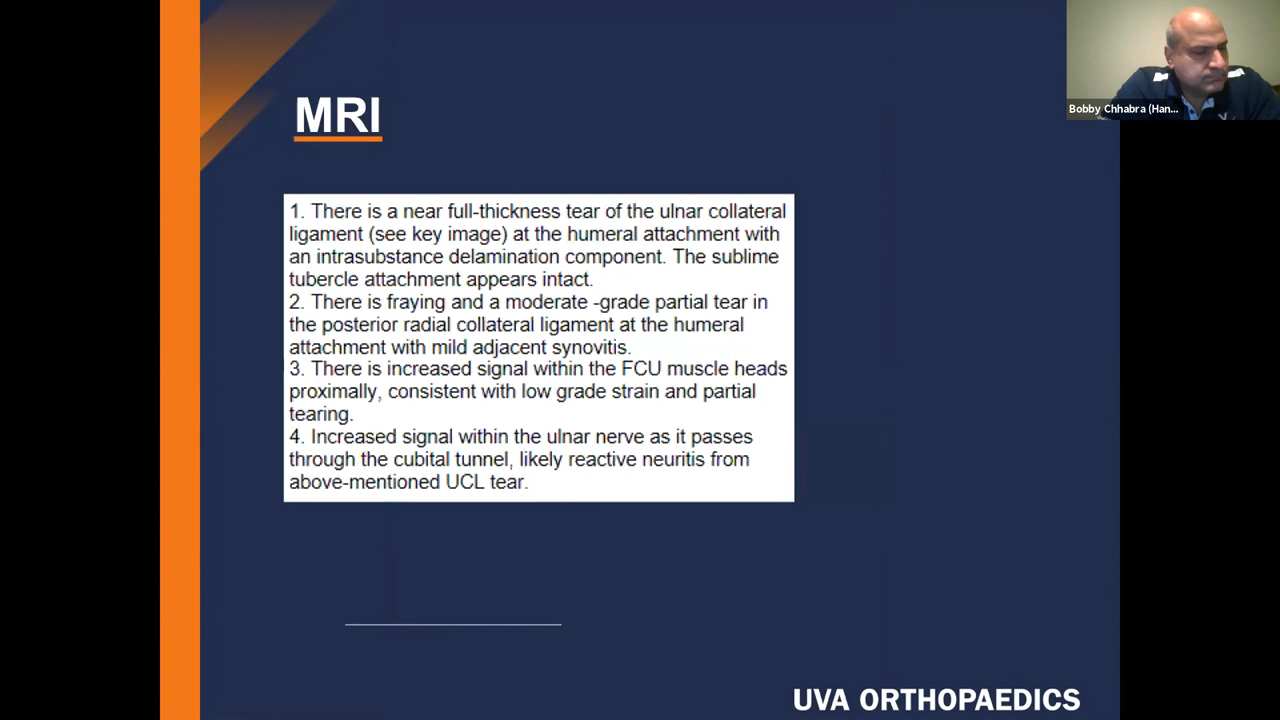 MRI
Bobby Chhabra (Han...
1. There is a near full-thickness tear of the ulnar collateral
ligament (see key image) at the humeral attachment with
an intrasubstance delamination component. The sublime
tubercle attachment appears intact.
2. There is fraying and a moderate -grade partial tear in
the posterior radial collateral ligament at the humeral
attachment with mild adjacent synovitis.
3. There is increased signal within the FCU muscle heads
proximally, consistent with low grade strain and partial
tearing.
4. Increased signal within the ulnar nerve as it passes
through the cubital tunnel, likely reactive neuritis from
above-mentioned UCL tear.
UVA ORTHOPAEDICS